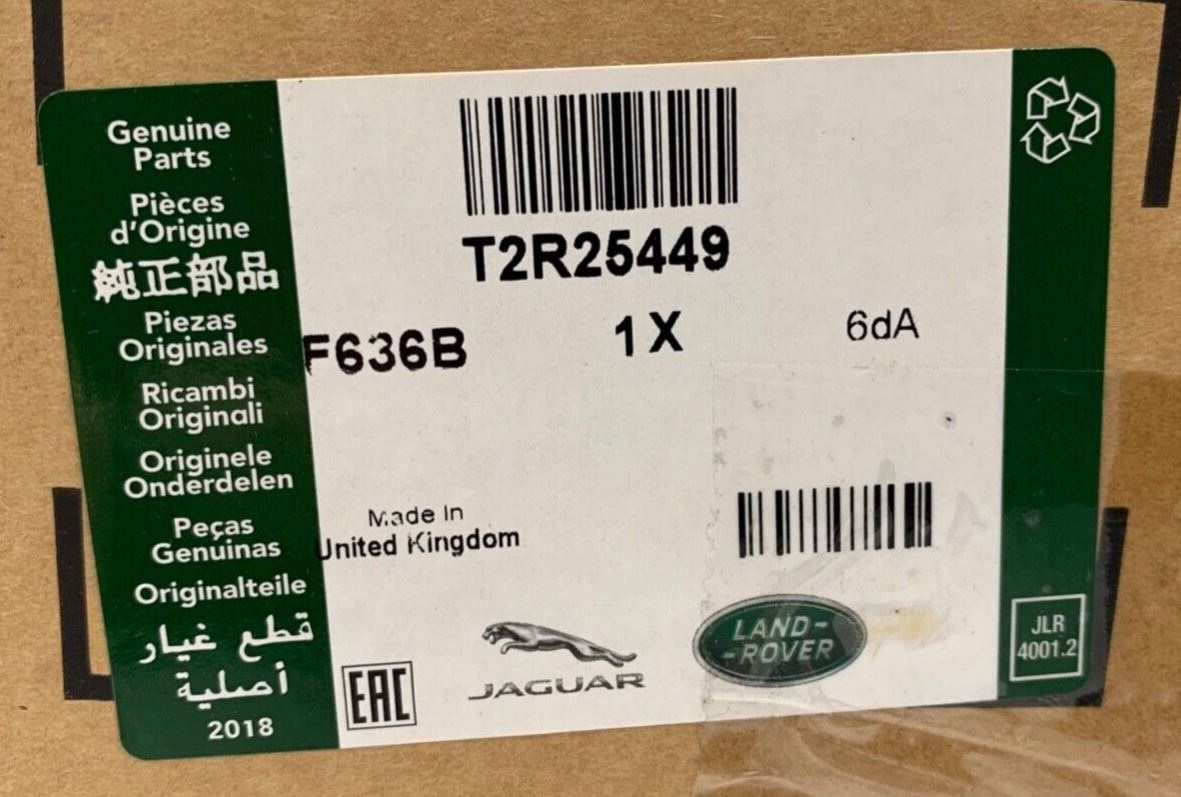 Genuine
Parts
Pièces
d'Origine
純正部品
Piezas
Originales
Ricambi
Originali
Originele
Onderdelen
Peças
Genuinas
Originalteile
قطع غيار
أصلية
2018
T2R25449
F636B
1 X
6dA
Made In
United Kingdom
EAC
JAGUAR
LAND-
-ROVER
JLR
4001.2